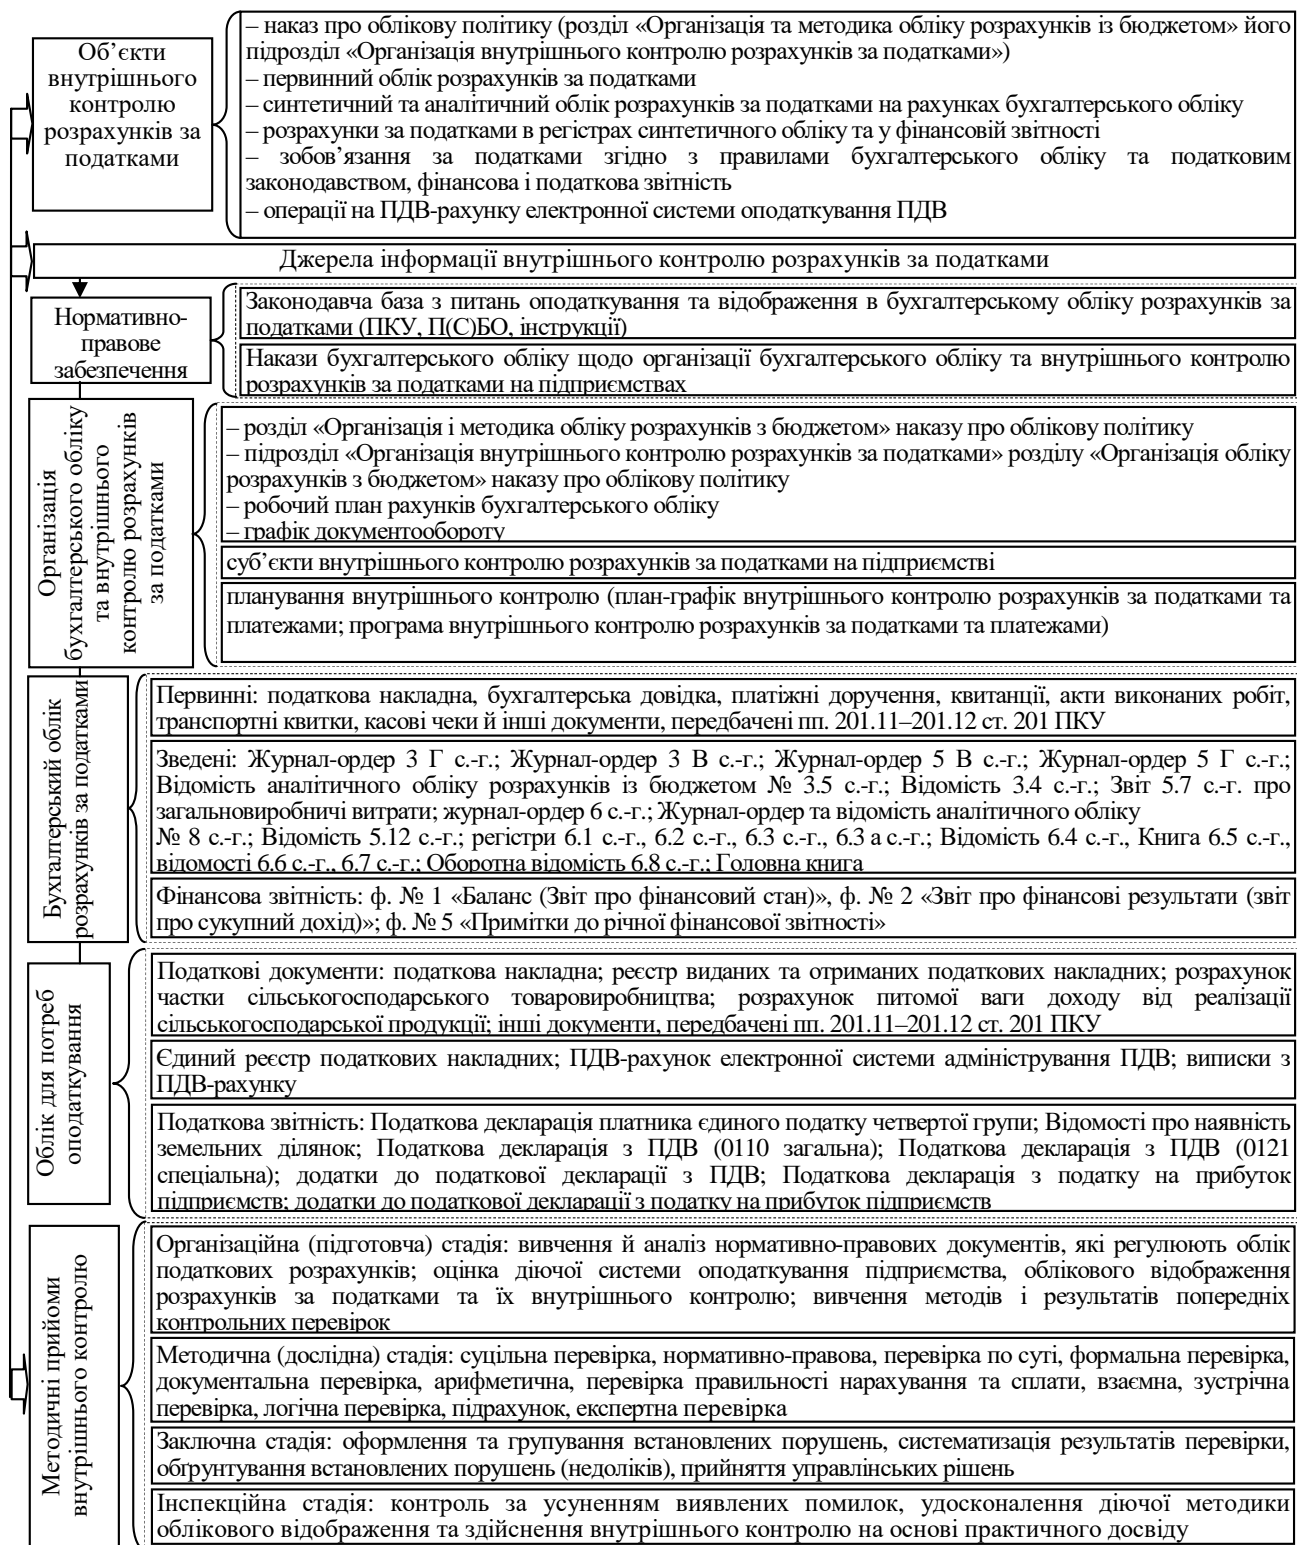 Об’єкти
внутрішнього
контролю
розрахунків за
податками
– наказ про облікову політику (розділ «Організація та методика обліку розрахунків із бюджетом» його
підрозділ «Організація внутрішнього контролю розрахунків за податками»)
– первинний облік розрахунків за податками
– синтетичний та аналітичний облік розрахунків за податками на рахунках бухгалтерського обліку
– розрахунки за податками в регістрах синтетичного обліку та у фінансовій звітності
– зобов’язання за податками згідно з правилами бухгалтерського обліку та податковим
законодавством, фінансова і податкова звітність
– операції на ПДВ-рахунку електронної системи оподаткування ПДВ
Джерела інформації внутрішнього контролю розрахунків за податками
Нормативно-
правове
забезпечення
Законодавча база з питань оподаткування та відображення в бухгалтерському обліку розрахунків за
податками (ПКУ, П(С)БО, інструкції)
Накази бухгалтерського обліку щодо організації бухгалтерського обліку та внутрішнього контролю
розрахунків за податками на підприємствах
Організація
бухгалтерського обліку
та внутрішнього
контролю розрахунків
за податками
– розділ «Організація і методика обліку розрахунків з бюджетом» наказу про облікову політику
– підрозділ «Організація внутрішнього контролю розрахунків за податками» розділу «Організація обліку
розрахунків з бюджетом» наказу про облікову політику
– робочий план рахунків бухгалтерського обліку
– графік документообороту
суб’єкти внутрішнього контролю розрахунків за податками на підприємстві
планування внутрішнього контролю (план-графік внутрішнього контролю розрахунків за податками та
платежами; програма внутрішнього контролю розрахунків за податками та платежами)
Бухгалтерський облік
розрахунків за податками
Первинні: податкова накладна, бухгалтерська довідка, платіжні доручення, квитанції, акти виконаних робіт,
транспортні квитки, касові чеки й інші документи, передбачені пп. 201.11–201.12 ст. 201 ПКУ
Зведені: Журнал-ордер 3 Г с.-г.; Журнал-ордер 3 В с.-г.; Журнал-ордер 5 В с.-г.; Журнал-ордер 5 Г с.-г.;
Відомість аналітичного обліку розрахунків із бюджетом № 3.5 с.-г.; Відомість 3.4 с.-г.; Звіт 5.7 с.-г. про
загальновиробничі витрати; журнал-ордер 6 с.-г.; Журнал-ордер та відомість аналітичного обліку
№ 8 с.-г.; Відомість 5.12 с.-г.; регістри 6.1 с.-г., 6.2 с.-г., 6.3 с.-г., 6.3 а с.-г.; Відомість 6.4 с.-г., Книга 6.5 с.-г.,
відомості 6.6 с.-г., 6.7 с.-г.; Оборотна відомість 6.8 с.-г.; Головна книга
Фінансова звітність: ф. № 1 «Баланс (Звіт про фінансовий стан)», ф. № 2 «Звіт про фінансові результати (звіт
про сукупний дохід)»; ф. № 5 «Примітки до річної фінансової звітності»
Облік для потреб
оподаткування
Податкові документи: податкова накладна; реєстр виданих та отриманих податкових накладних; розрахунок
частки сільськогосподарського товаровиробництва; розрахунок питомої ваги доходу від реалізації
сільськогосподарської продукції; інші документи, передбачені пп. 201.11–201.12 ст. 201 ПКУ
Єдиний реєстр податкових накладних; ПДВ-рахунок електронної системи адміністрування ПДВ; виписки з
ПДВ-рахунку
Податкова звітність: Податкова декларація платника єдиного податку четвертої групи; Відомості про наявність
земельних ділянок; Податкова декларація з ПДВ (0110 загальна); Податкова декларація з ПДВ (0121
спеціальна); додатки до податкової декларації з ПДВ; Податкова декларація з податку на прибуток
підприємств; додатки до податкової декларації з податку на прибуток підприємств
Методичні прийоми
внутрішнього контролю
Організаційна (підготовча) стадія: вивчення й аналіз нормативно-правових документів, які регулюють облік
податкових розрахунків; оцінка діючої системи оподаткування підприємства, облікового відображення
розрахунків за податками та їх внутрішнього контролю; вивчення методів і результатів попередніх
контрольних перевірок
Методична (дослідна) стадія: суцільна перевірка, нормативно-правова, перевірка по суті, формальна перевірка,
документальна перевірка, арифметична, перевірка правильності нарахування та сплати, взаємна, зустрічна
перевірка, логічна перевірка, підрахунок, експертна перевірка
Заключна стадія: оформлення та групування встановлених порушень, систематизація результатів перевірки,
обґрунтування встановлених порушень (недоліків), прийняття управлінських рішень
Інспекційна стадія: контроль за усуненням виявлених помилок, удосконалення діючої методики
облікового відображення та здійснення внутрішнього контролю на основі практичного досвіду